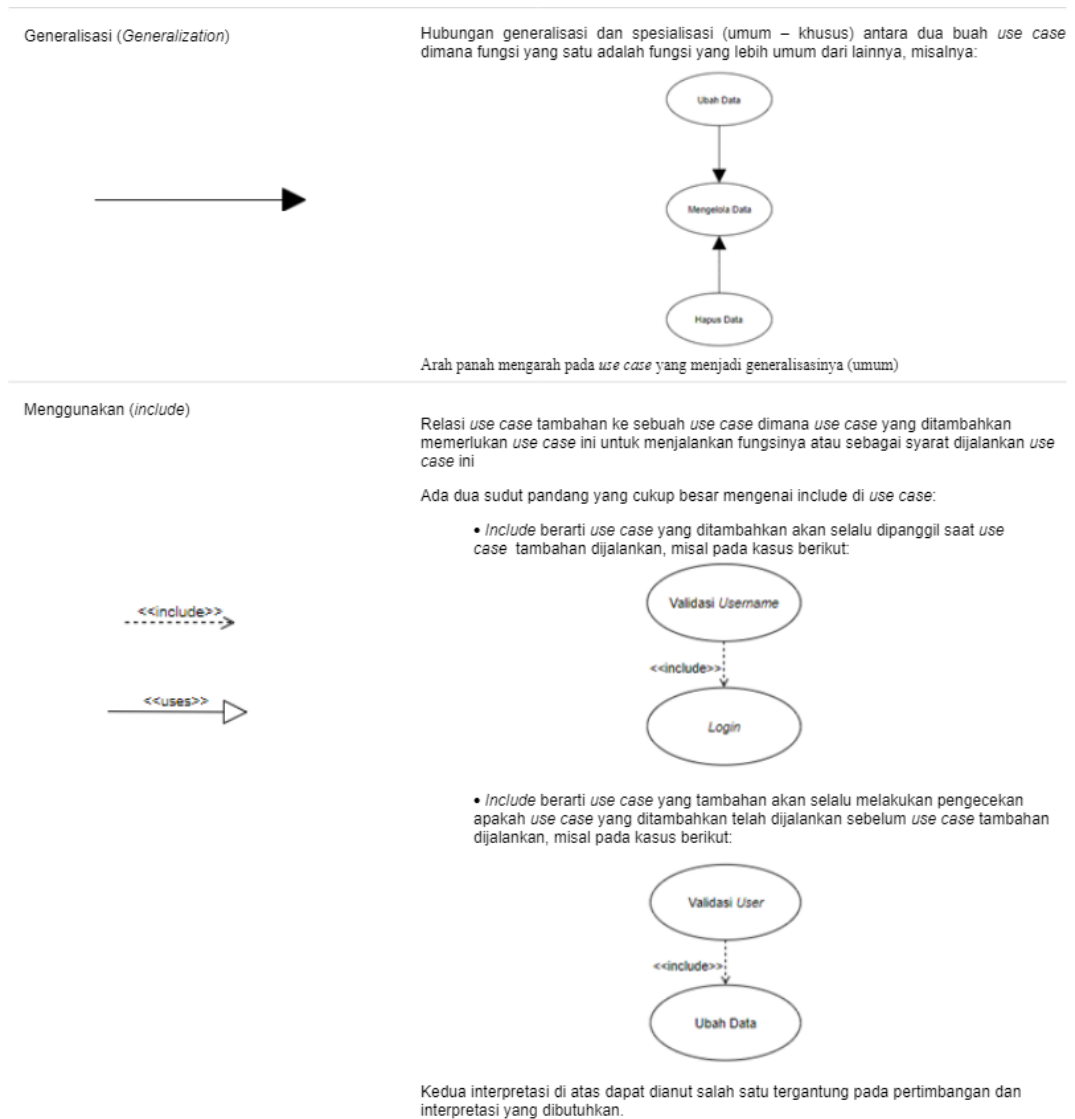 Generalisasi (Generalization)
Hubungan generalisasi dan spesialisasi (umum – khusus) antara dua buah use case
dimana fungsi yang satu adalah fungsi yang lebih umum dari lainnya, misalnya:
Ubah Data
Mengelola Data
Hapus Data
Arah panah mengarah pada use case yang menjadi generalisasinya (umum)
Menggunakan (include)
Relasi use case tambahan ke sebuah use case dimana use case yang ditambahkan
memerlukan use case ini untuk menjalankan fungsinya atau sebagai syarat dijalankan use
case ini
Ada dua sudut pandang yang cukup besar mengenai include di use case:
• Include berarti use case yang ditambahkan akan selalu dipanggil saat use
case tambahan dijalankan, misal pada kasus berikut:
<<include>>
<<uses>>
Validasi Username
<<include>>
Login
• Include berarti use case yang tambahan akan selalu melakukan pengecekan
apakah use case yang ditambahkan telah dijalankan sebelum use case tambahan
dijalankan, misal pada kasus berikut:
Validasi User
<<include>>
Ubah Data
Kedua interpretasi di atas dapat dianut salah satu tergantung pada pertimbangan dan
interpretasi yang dibutuhkan.